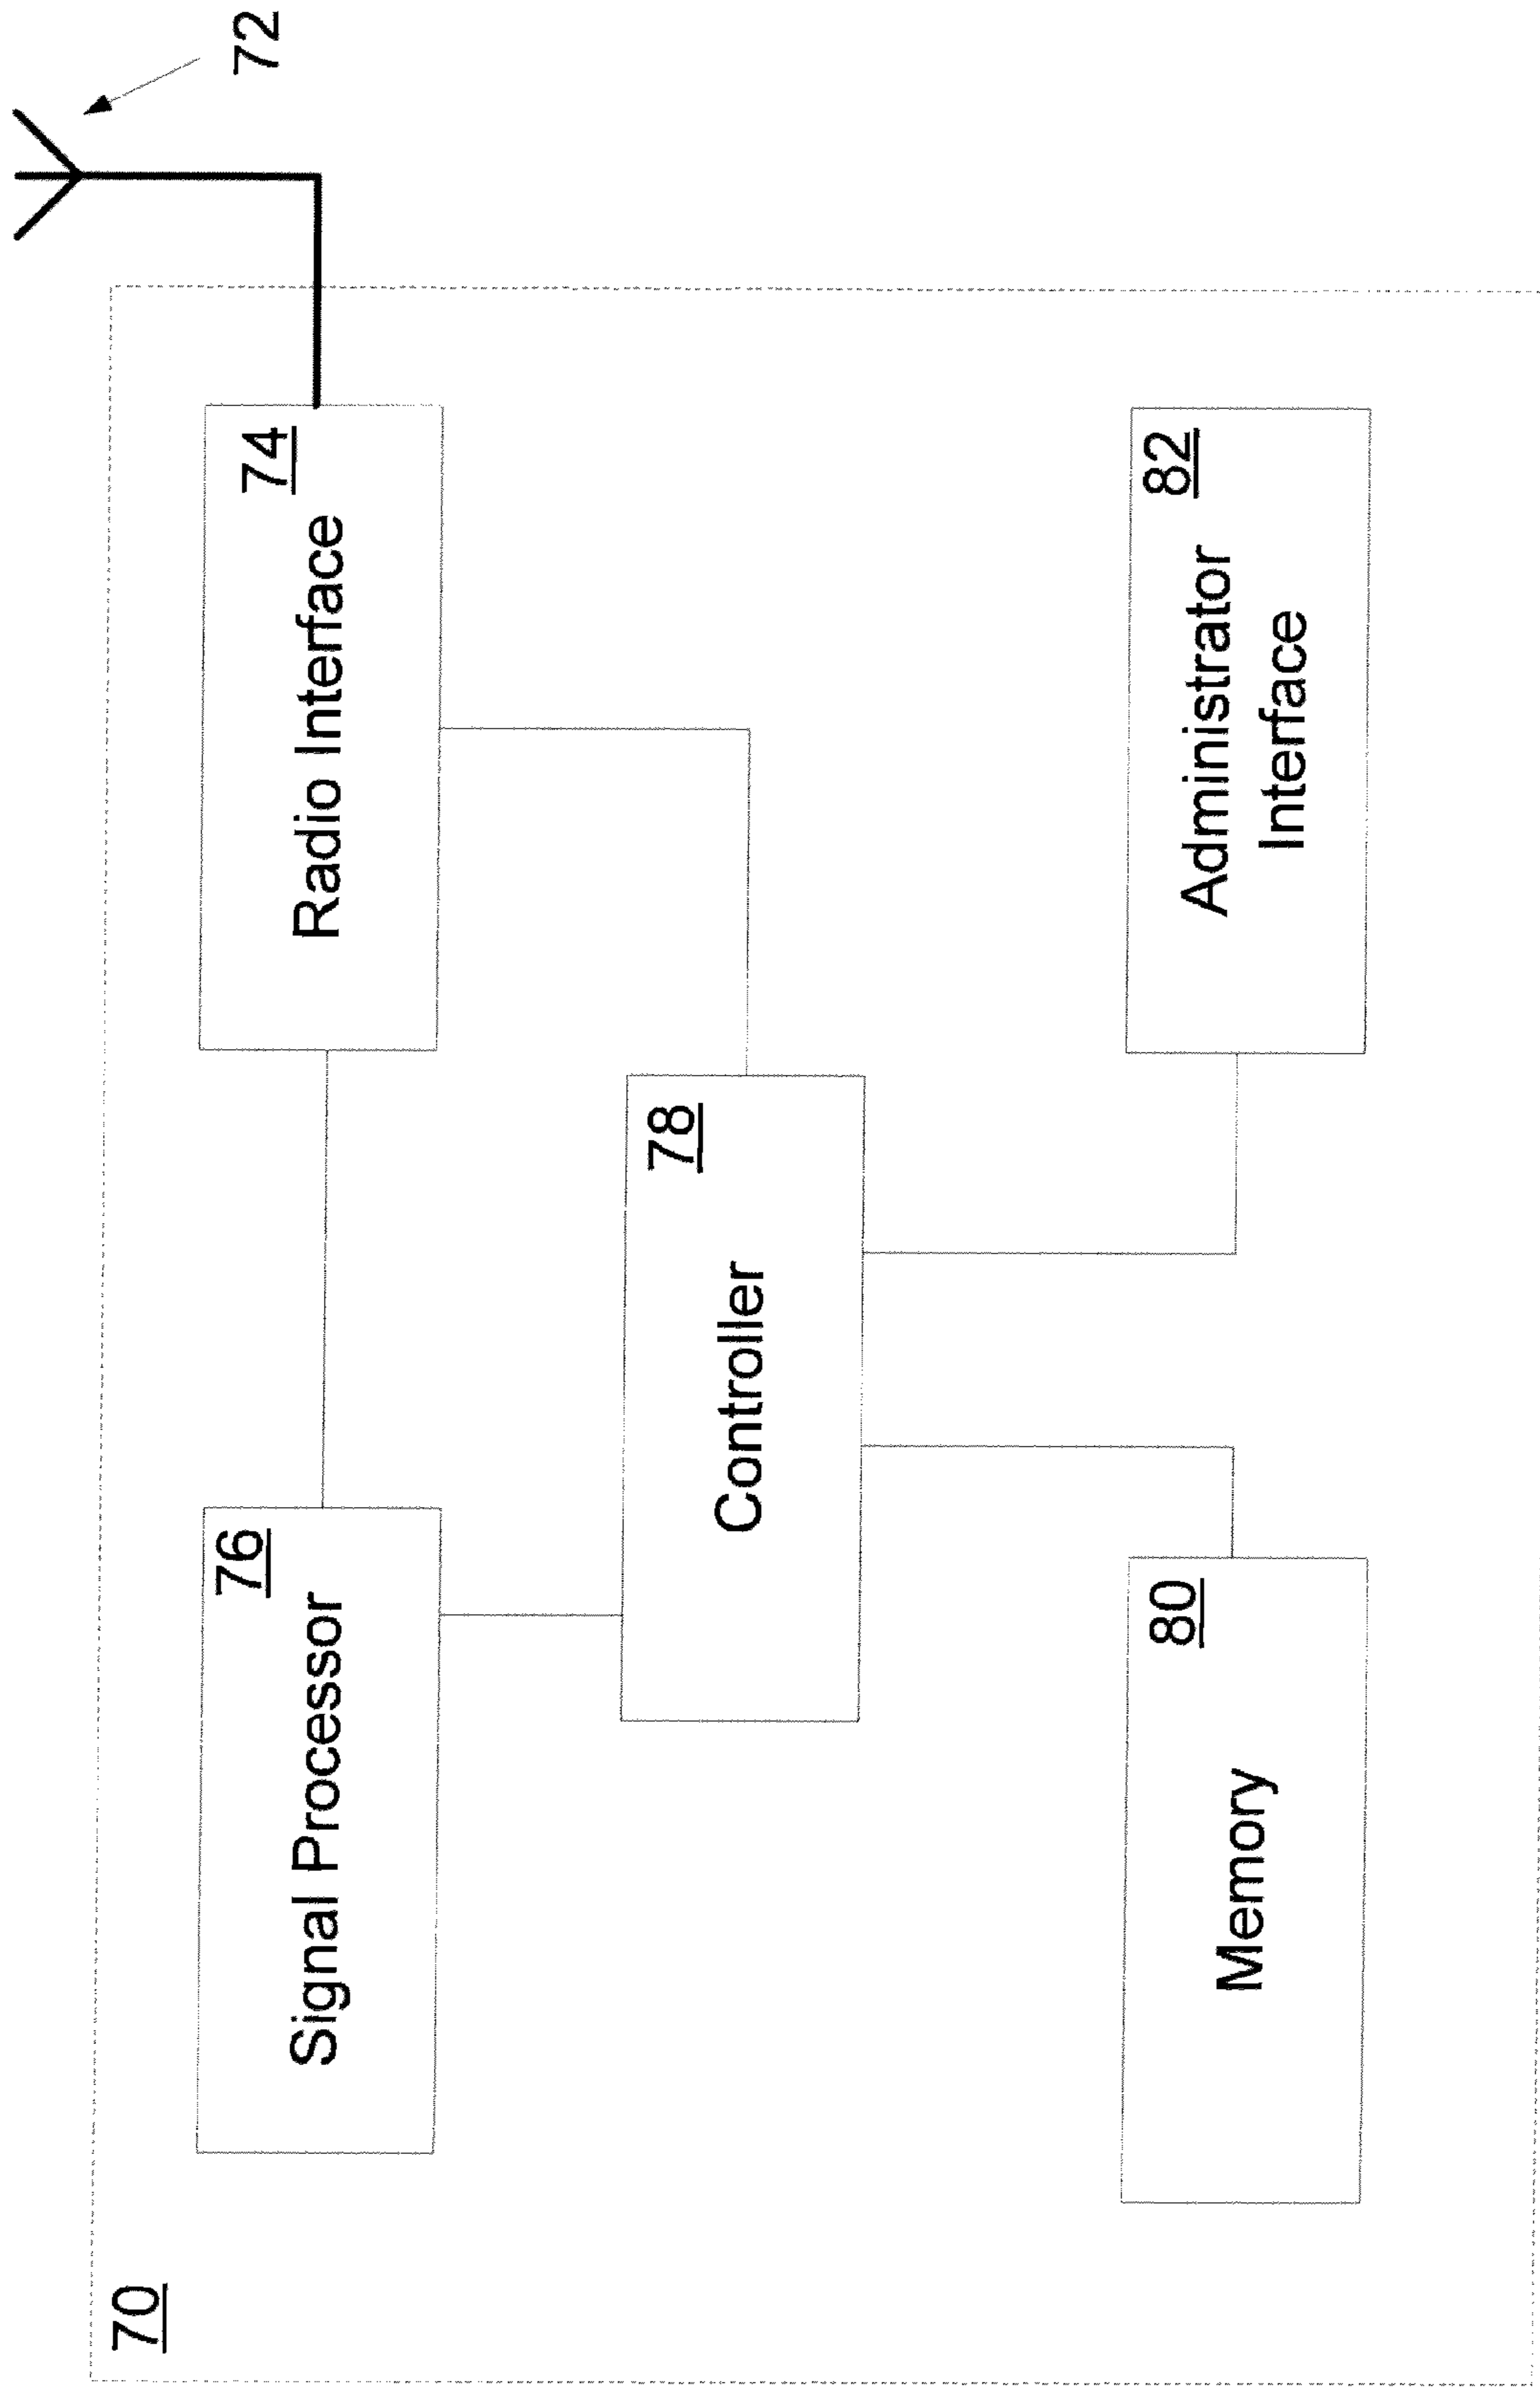 72
70
76
Signal Processor
74
Radio Interface
78
Controller
80
Memory
82
Administrator
Interface